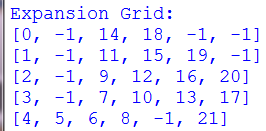 Expansion Grid:
[0, -1, 14, 18, -1, -1]
[1, -1, 11, 15, 19, -1]
[2, -1, 9, 12, 16, 20]
[3, -1, 7, 10, 13, 17]
[4, 5, 6, 8, -1, 21]